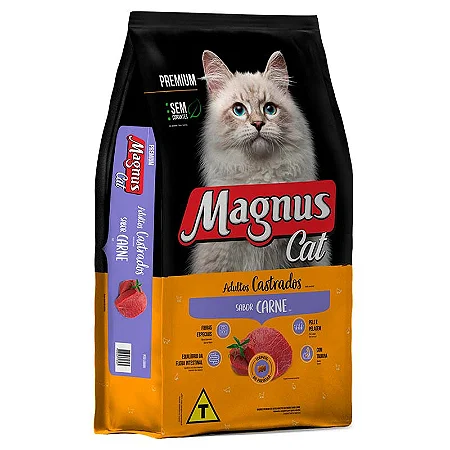 PREMIUM
SEM
CORANTES
Magnus
Cat
Adultos Castrados
SABOR CARNE
FIBRAS
ESPECIAIS
PELE E
PELAGEM
EQUILÍBRIO DA
FLORA INTESTINAL
COM
TAURINA
T
PREMIUM
Magnus
Cat
Adultos Castrados
SABOR
CARNE